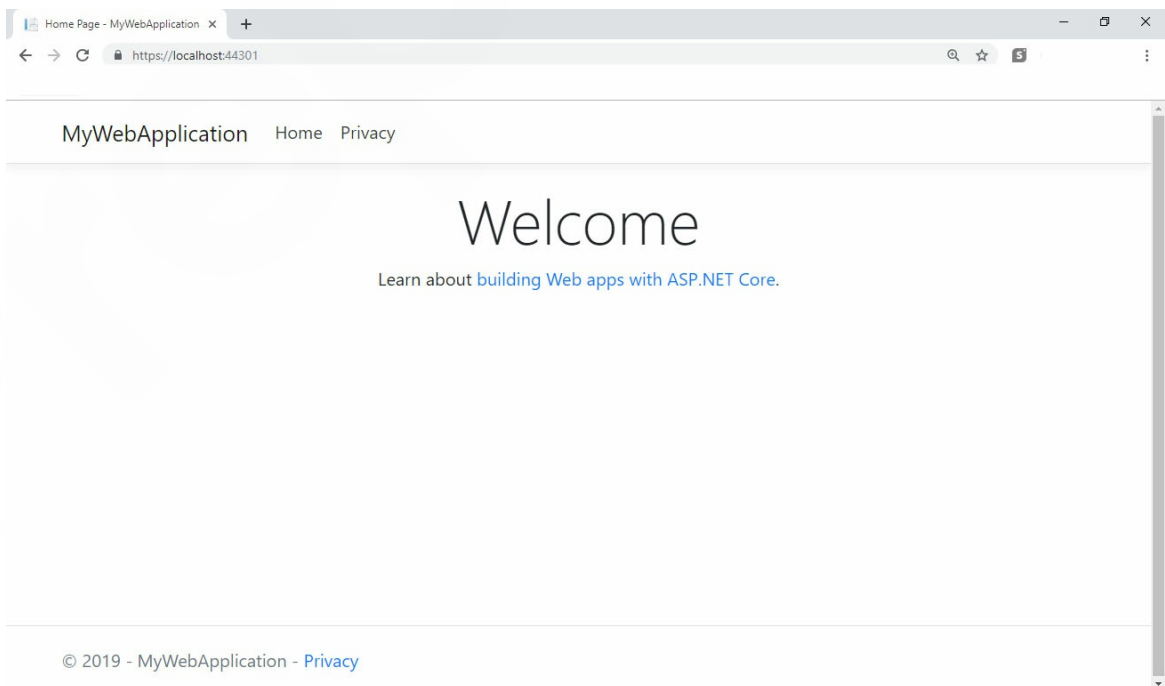 Home Page - MyWebApplication
https://localhost:44301
S
MyWebApplication Home Privacy
Welcome
Learn about building Web apps with ASP.NET Core.
© 2019 - MyWebApplication - Privacy